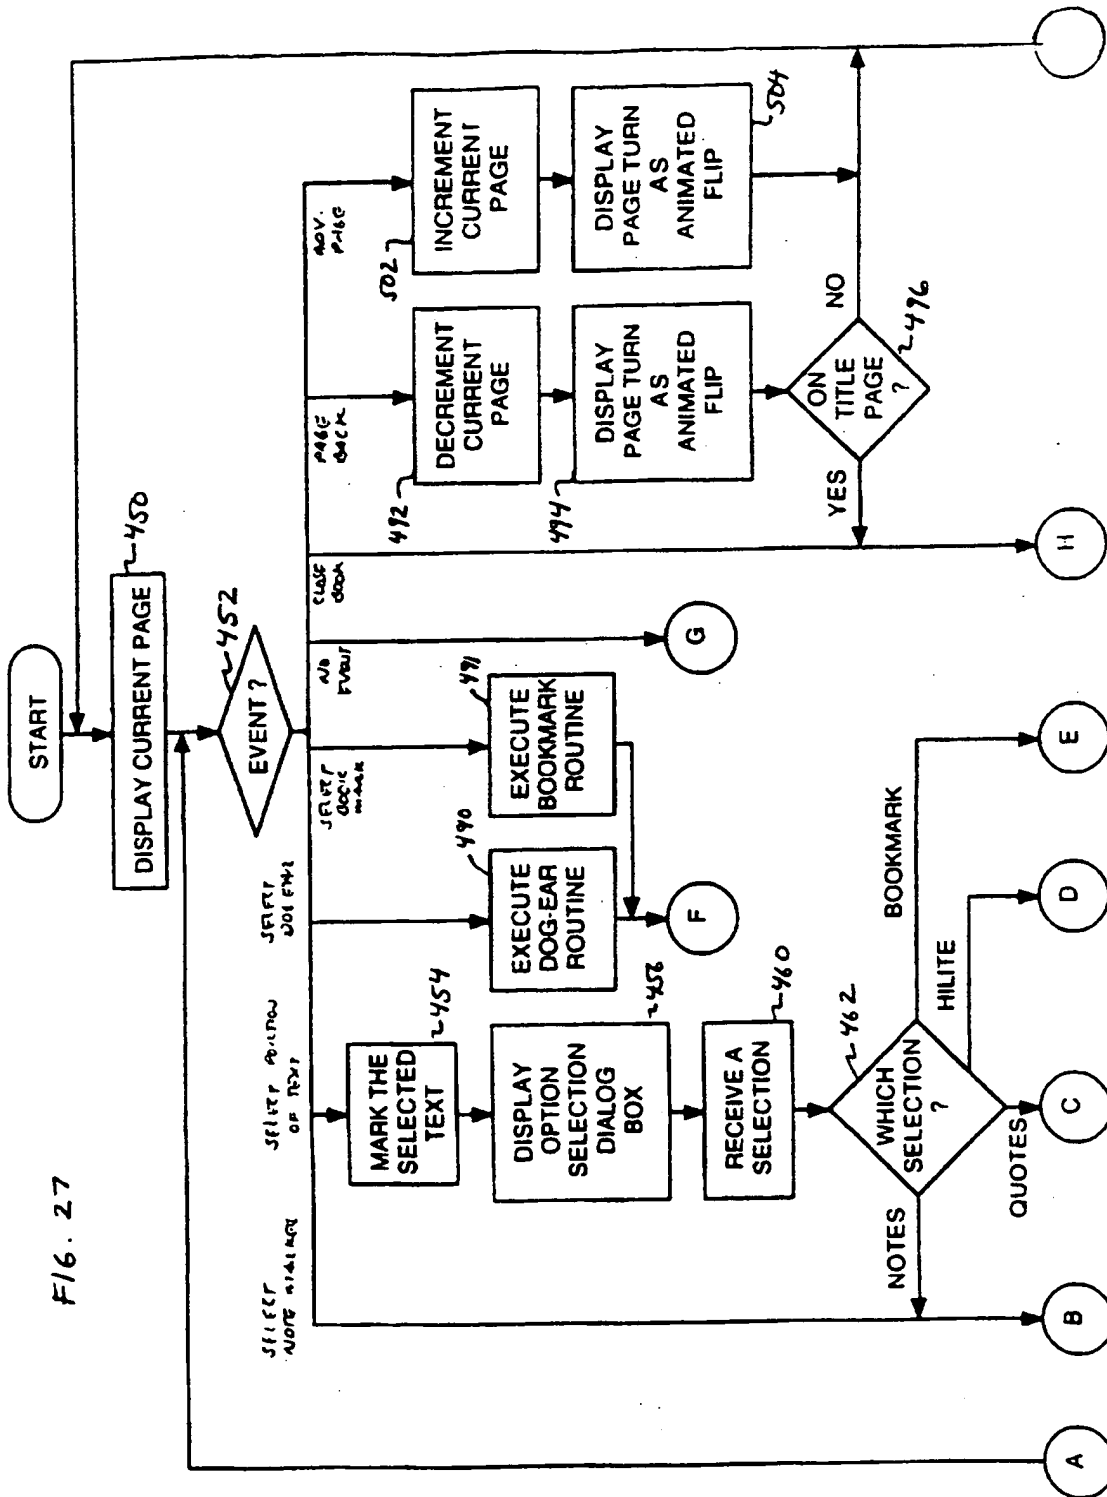 FIG. 27
START
DISPLAY CURRENT PAGE
450
EVENT ?
452
SELECT
NOTE
SELECT PORTION
OF TEXT
SELECT
DOG EAR
SELECT
BOOK
MARK
NO
EVENT
CLOSE
BOOK
PAGE
BACK
ADV.
PAGE
MARK THE
SELECTED
TEXT
454
DISPLAY
OPTION
SELECTION
DIALOG
BOX
RECEIVE A
SELECTION
460
WHICH
SELECTION
?
462
NOTES
QUOTES
HILITE
BOOKMARK
EXECUTE
DOG-EAR
ROUTINE
490
EXECUTE
BOOKMARK
ROUTINE
491
DECREMENT
CURRENT
PAGE
492
DISPLAY
PAGE TURN
AS
ANIMATED
FLIP
494
ON
TITLE
PAGE
?
496
YES
NO
INCREMENT
CURRENT
PAGE
502
DISPLAY
PAGE TURN
AS
ANIMATED
FLIP
504
A
B
C
D
E
F
G
H